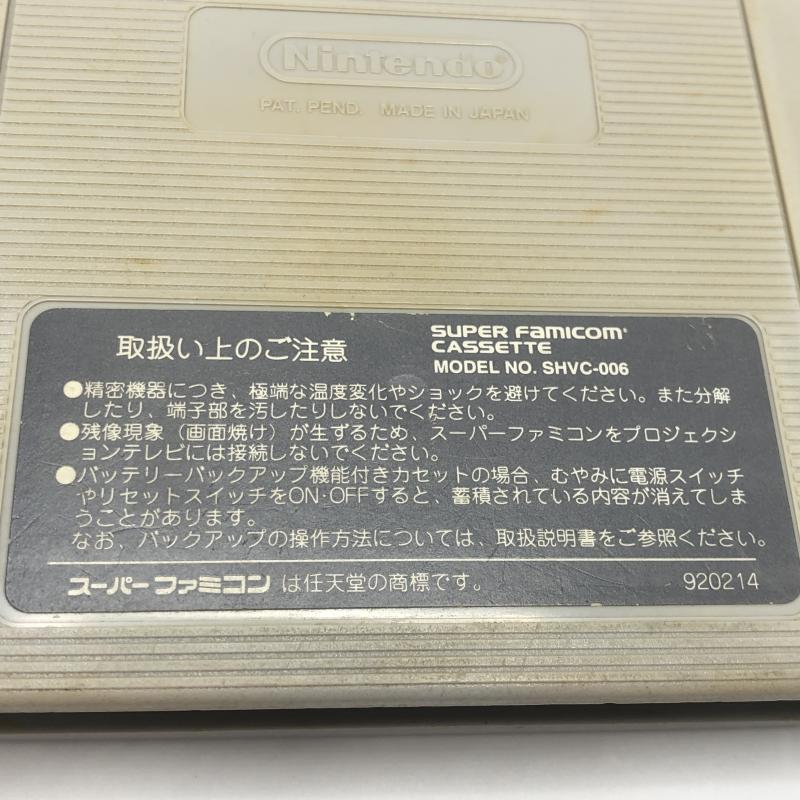 Nintendo®
PAT. PEND. MADE IN JAPAN
取扱い上のご注意
SUPER FAMICOM®
CASSETTE
MODEL NO. SHVC-006
●精密機器につき、極端な温度変化やショックを避けてください。また分解
したり、端子部を汚したりしないでください。
●残像現象（画面焼け）が生ずるため、スーパーファミコンをプロジェクシ
ョンテレビには接続しないでください。
●バッテリーバックアップ機能付きカセットの場合、むやみに電源スイッチ
やリセットスイッチをON·OFFすると、蓄積されている内容が消えてしま
うことがあります。
なお、バックアップの操作方法については、取扱説明書をご参照ください。
スーパーファミコン は任天堂の商標です。 920214